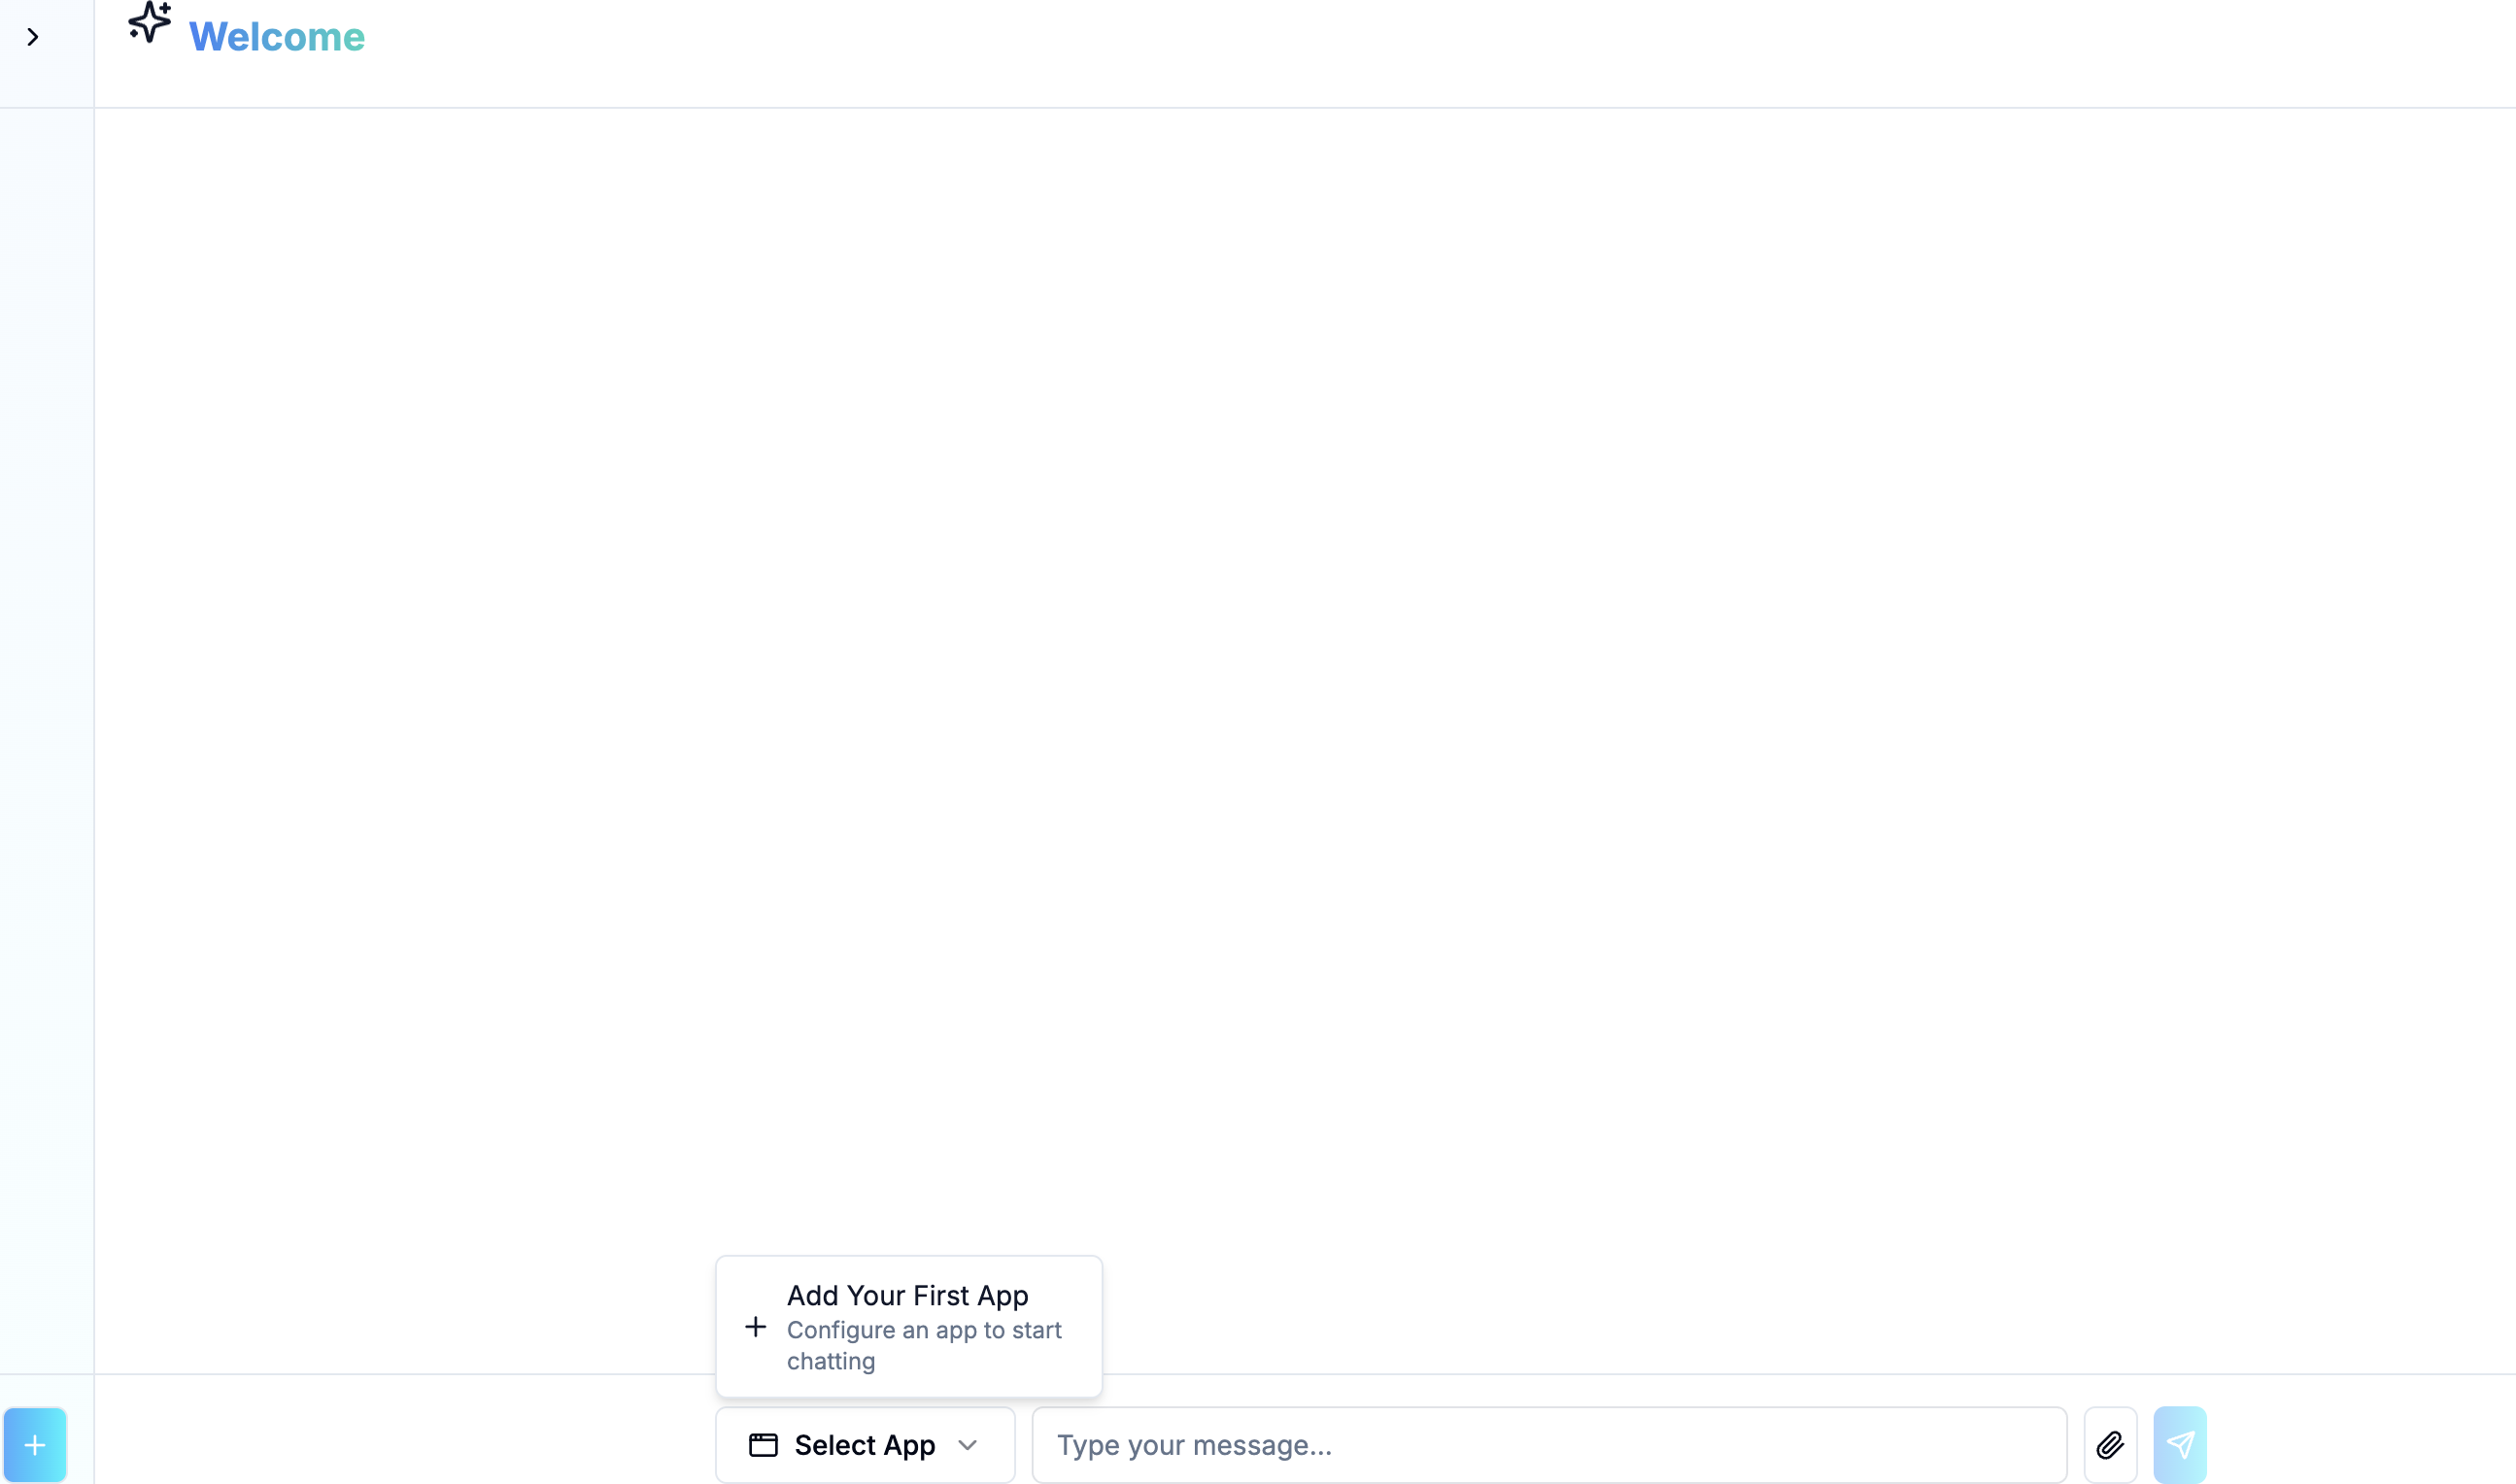 Welcome
Add Your First App
Configure an app to start
chatting
Select App
Type your message...